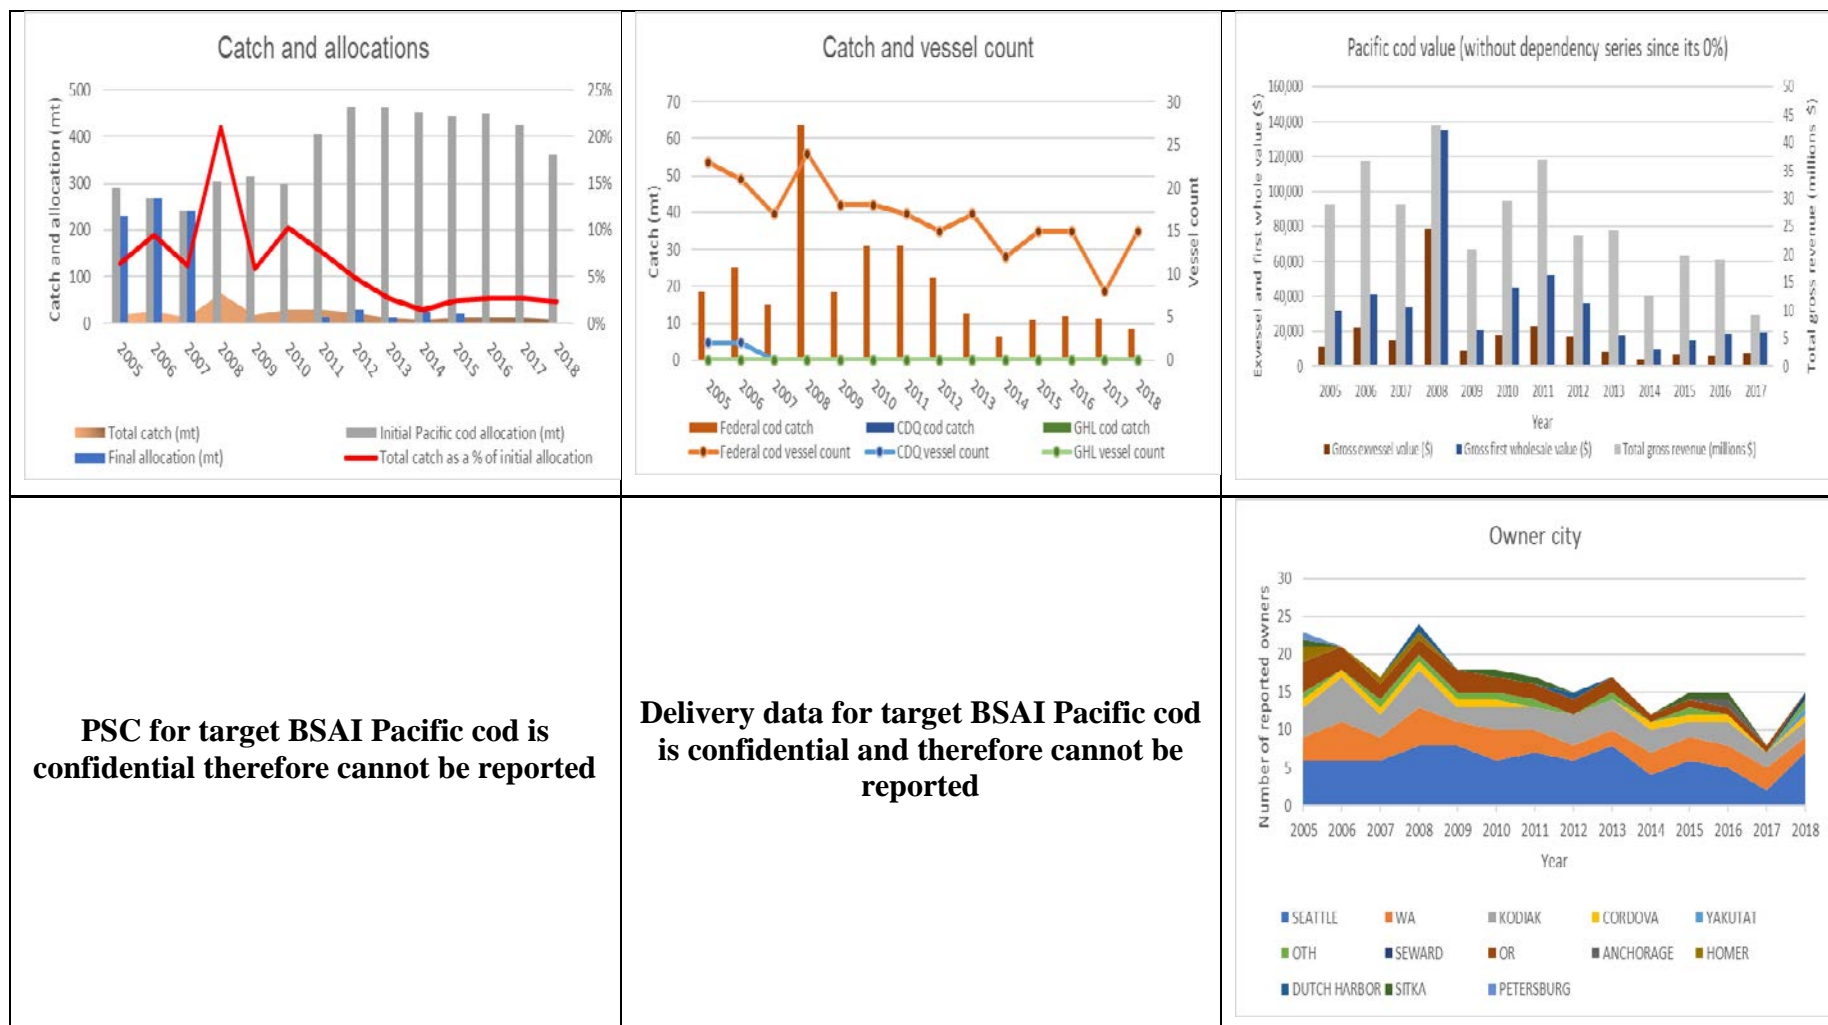 Catch and allocations
Catch and allocation (mt)
500
400
300
200
100
0
25%
20%
15%
10%
5%
0%
2005 2006 2007 2008 2009 2010 2011 2012 2013 2014 2015 2016 2017 2018
Total catch (mt) Initial Pacific cod allocation (mt)
Final allocation (mt) Total catch as a % of initial allocation
Catch and vessel count
Catch (mt)
70
60
50
40
30
20
10
0
30
25
20
15
10
5
0
Vessel count
2005 2006 2007 2008 2009 2010 2011 2012 2013 2014 2015 2016 2017 2018
Federal cod catch CDQ cod catch GHL cod catch
Federal cod vessel count CDQ vessel count GHL vessel count
Pacific cod value (without dependency series since its 0%)
Exvessel and first whole value ($)
160,000
140,000
120,000
100,000
80,000
60,000
40,000
20,000
0
50
45
40
35
30
25
20
15
10
5
0
Total gross revenue (millions $)
2005 2006 2007 2008 2009 2010 2011 2012 2013 2014 2015 2016 2017
Year
Gross exvessel value ($) Gross first wholesale value ($) Total gross revenue (millions $)
PSC for target BSAI Pacific cod is
confidential therefore cannot be reported
Delivery data for target BSAI Pacific cod
is confidential and therefore cannot be
reported
Owner city
Number of reported owners
30
25
20
15
10
5
0
2005 2006 2007 2008 2009 2010 2011 2012 2013 2014 2015 2016 2017 2018
Year
SEATTLE WA KODIAK CORDOVA YAKUTAT
OTH SEWARD OR ANCHORAGE HOMER
DUTCH HARBOR SITKA PETERSBURG